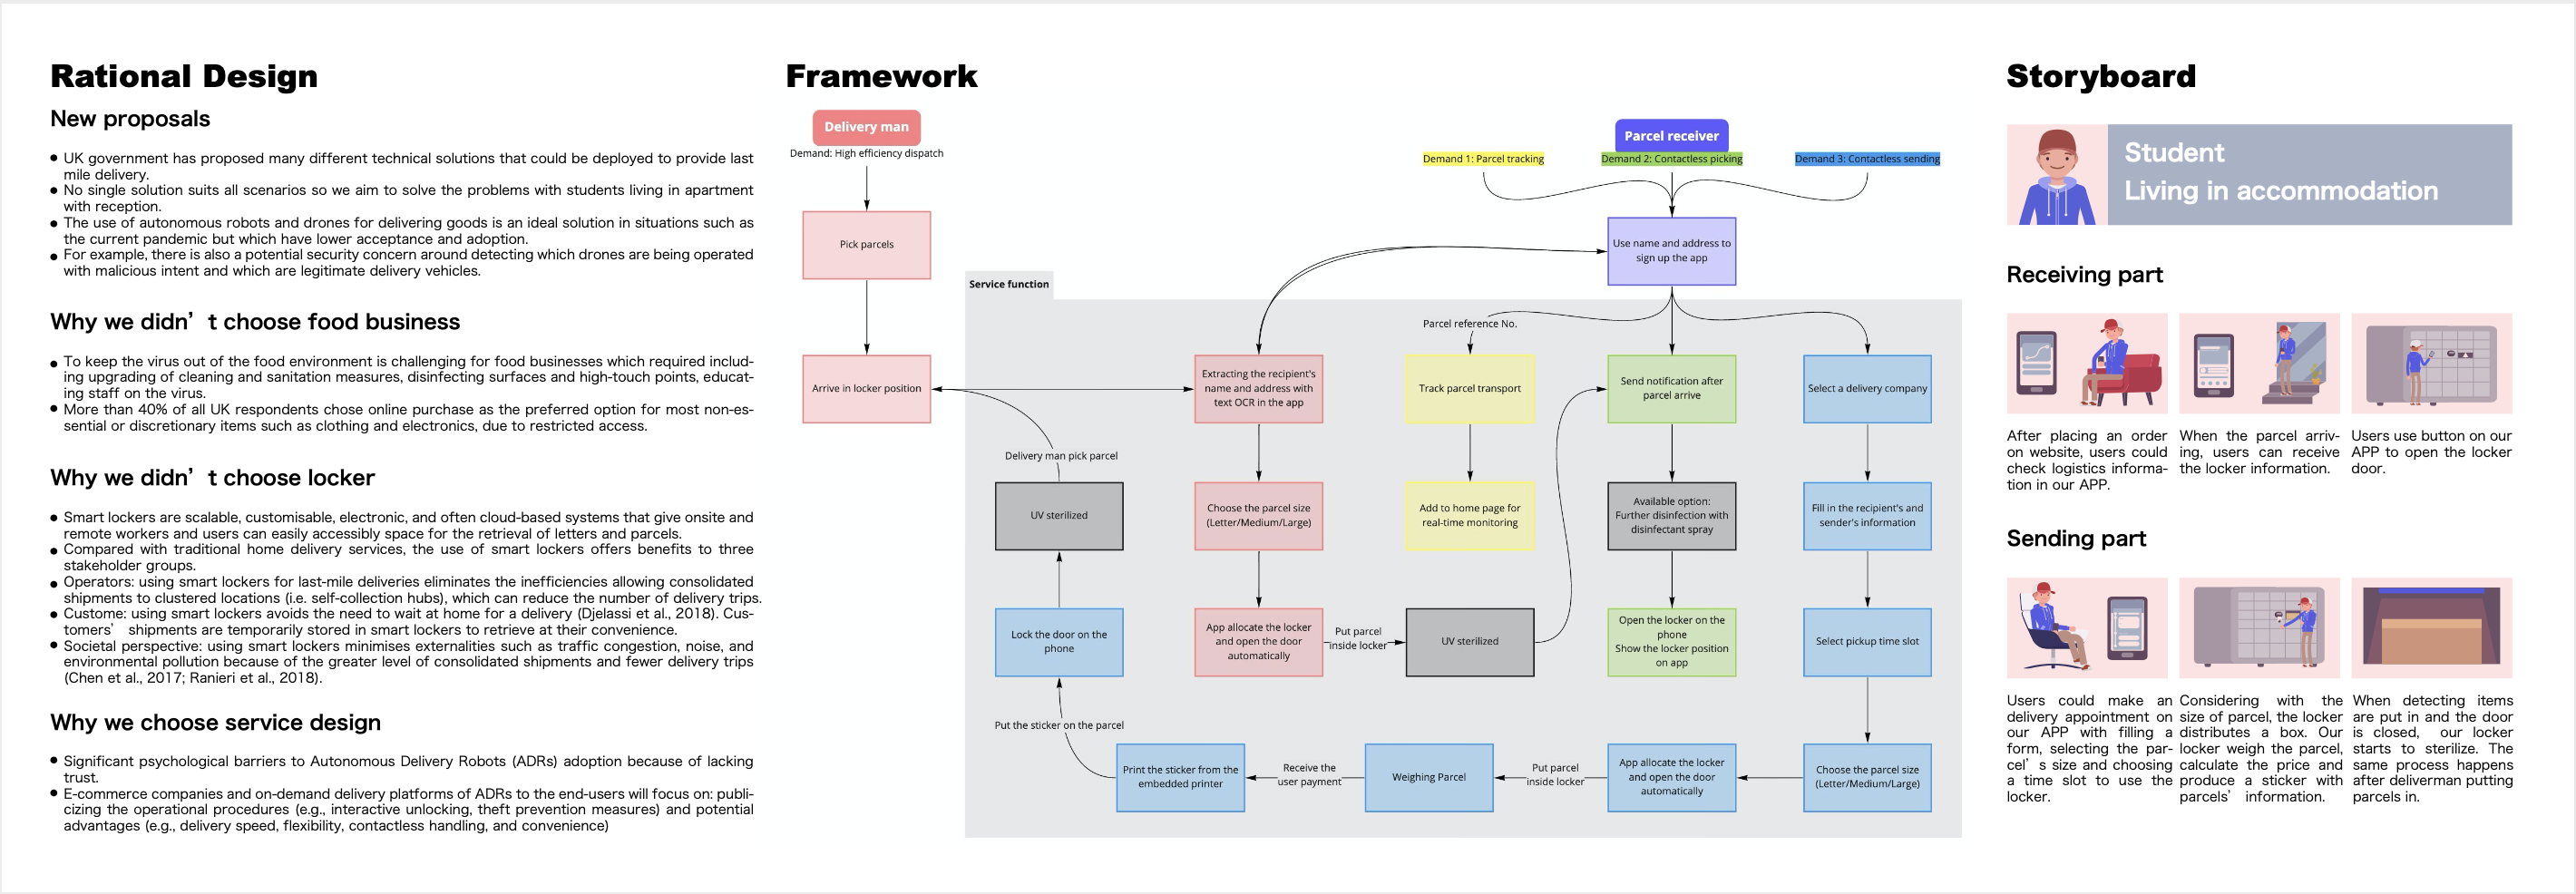 Rational Design
New proposals
● UK government has proposed many different technical solutions that could be deployed to provide last
mile delivery.
● No single solution suits all scenarios so we aim to solve the problems with students living in apartment
with reception.
● The use of autonomous robots and drones for delivering goods is an ideal solution in situations such as
the current pandemic but which have lower acceptance and adoption.
● For example, there is also a potential security concern around detecting which drones are being operated
with malicious intent and which are legitimate delivery vehicles.
Why we didn’ t choose food business
● To keep the virus out of the food environment is challenging for food businesses which required includ-
ing upgrading of cleaning and sanitation measures, disinfecting surfaces and high-touch points, educat-
ing staff on the virus.
● More than 40% of all UK respondents chose online purchase as the preferred option for most non-es-
sential or discretionary items such as clothing and electronics, due to restricted access.
Why we didn’ t choose locker
● Smart lockers are scalable, customisable, electronic, and often cloud-based systems that give onsite and
remote workers and users can easily accessibly space for the retrieval of letters and parcels.
● Compared with traditional home delivery services, the use of smart lockers offers benefits to three
stakeholder groups.
● Operators: using smart lockers for last-mile deliveries eliminates the inefficiencies allowing consolidated
shipments to clustered locations (i.e. self-collection hubs), which can reduce the number of delivery trips.
● Custome: using smart lockers avoids the need to wait at home for a delivery (Djelassi et al., 2018). Cus-
tomers’ shipments are temporarily stored in smart lockers to retrieve at their convenience.
● Societal perspective: using smart lockers minimises externalities such as traffic congestion, noise, and
environmental pollution because of the greater level of consolidated shipments and fewer delivery trips
(Chen et al., 2017; Ranieri et al., 2018).
Why we choose service design
● Significant psychological barriers to Autonomous Delivery Robots (ADRs) adoption because of lacking
trust.
● E-commerce companies and on-demand delivery platforms of ADRs to the end-users will focus on: publi-
cizing the operational procedures (e.g., interactive unlocking, theft prevention measures) and potential
advantages (e.g., delivery speed, flexibility, contactless handling, and convenience)
Framework
Delivery man
Demand: High efficiency dispatch
Pick parcels
Arrive in locker position
Parcel receiver
Demand 1: Parcel tracking
Demand 2: Contactless picking
Demand 3: Contactless sending
Use name and address to
sign up the app
Service function
Parcel reference No.
Extracting the recipient's
name and address with
text OCR in the app
Track parcel transport
Send notification after
parcel arrive
Select a delivery company
Delivery man pick parcel
UV sterilized
Choose the parcel size
(Letter/Medium/Large)
Add to home page for
real-time monitoring
Available option:
Further disinfection with
disinfectant spray
Fill in the recipient's and
sender's information
Lock the door on the
phone
App allocate the locker
and open the door
automatically
Put parcel
inside locker
UV sterilized
Open the locker on the
phone
Show the locker position
on app
Select pickup time slot
Put the sticker on the parcel
Print the sticker from the
embedded printer
Receive the
user payment
Weighing Parcel
Put parcel
inside locker
App allocate the locker
and open the door
automatically
Choose the parcel size
(Letter/Medium/Large)
Storyboard
Student
Living in accommodation
Receiving part
After placing an order
on website, users could
check logistics informa-
tion in our APP.
When the parcel arriv-
ing, users can receive
the locker information.
Users use button on our
APP to open the locker
door.
Sending part
Users could make an
delivery appointment on
our APP with filling a
form, selecting the par-
cel’ s size and choosing
a time slot to use the
locker.
Considering with the
size of parcel, the locker
distributes a box. Our
locker weigh the parcel,
calculate the price and
produce a sticker with
parcels’ information.
When detecting items
are put in and the door
is closed, our locker
starts to sterilize. The
same process happens
after deliverman putting
parcels in.